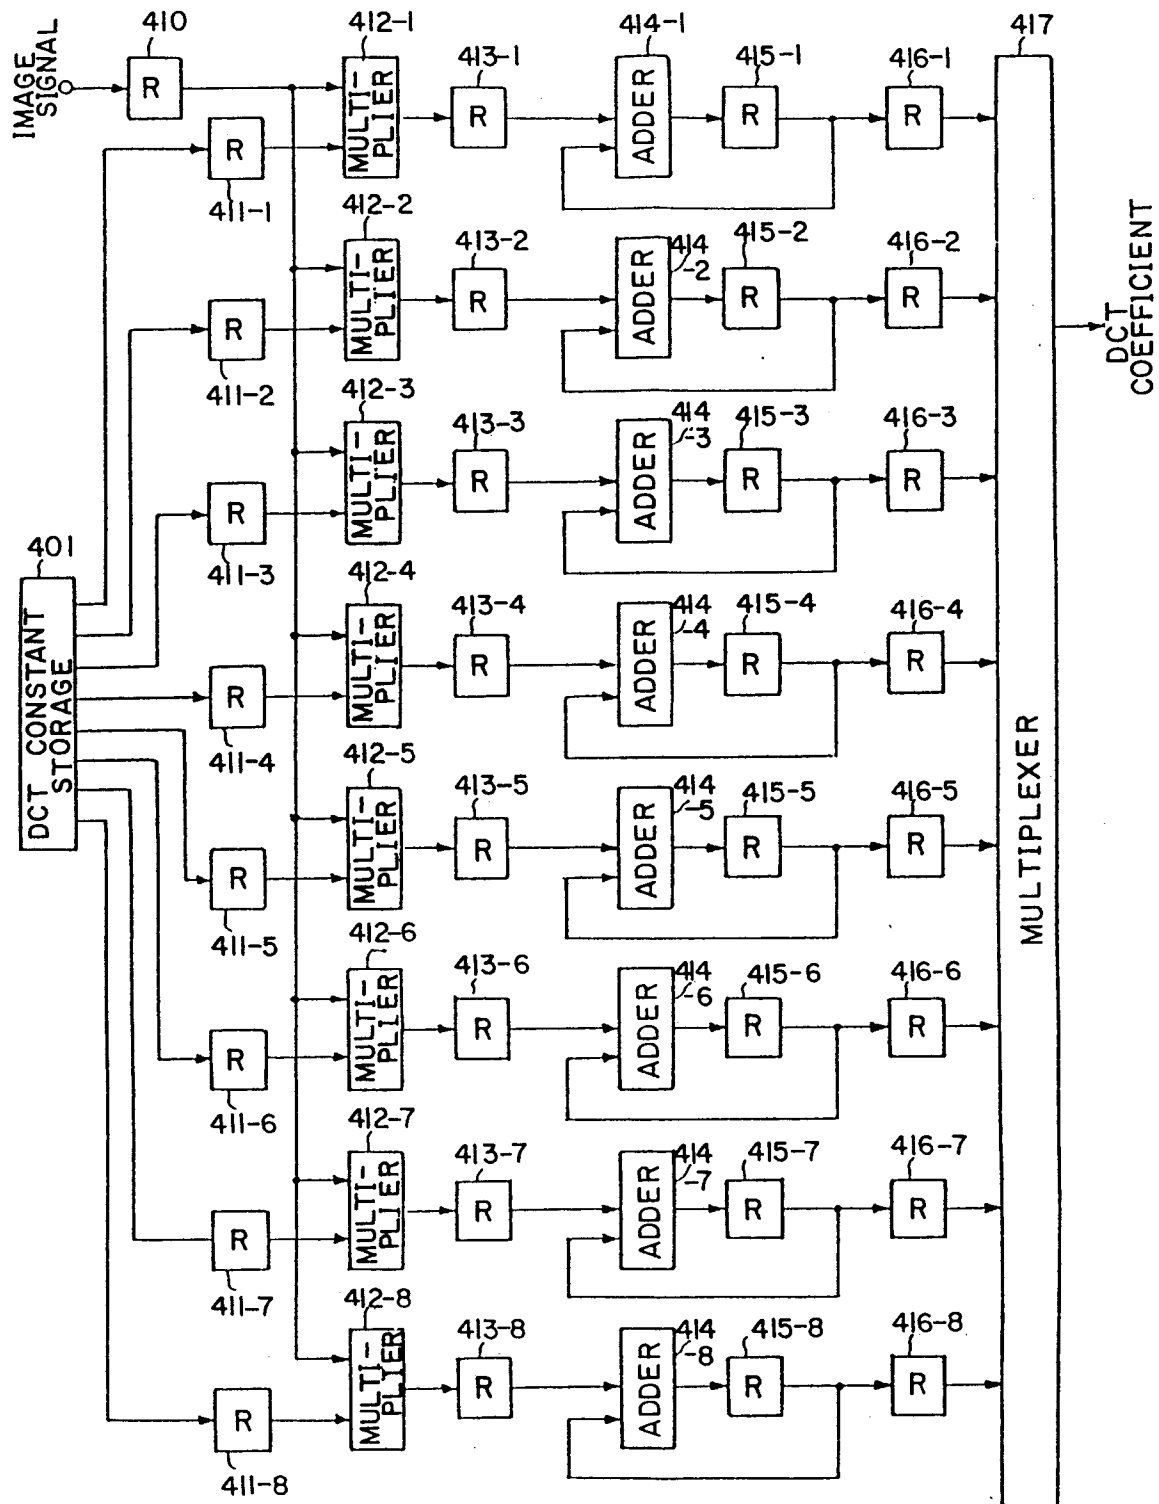 IMAGE
SIGNAL
410
R
411-1
R
412-1
MULTI-
PLIER
413-1
R
414-1
ADDER
415-1
R
416-1
R
417
MULTIPLEXER
DCT
COEFFICIENT
401
DCT CONSTANT
STORAGE
411-2
R
412-2
MULTI-
PLIER
413-2
R
414
-2
ADDER
415-2
R
416-2
R
411-3
R
412-3
MULTI-
PLIER
413-3
R
414
-3
ADDER
415-3
R
416-3
R
411-4
R
412-4
MULTI-
PLIER
413-4
R
414
-4
ADDER
415-4
R
416-4
R
411-5
R
412-5
MULTI-
PLIER
413-5
R
414
-5
ADDER
415-5
R
416-5
R
411-6
R
412-6
MULTI-
PLIER
413-6
R
414
-6
ADDER
415-6
R
416-6
R
411-7
R
412-7
MULTI-
PLIER
413-7
R
414
-7
ADDER
415-7
R
416-7
R
411-8
R
412-8
MULTI-
PLIER
413-8
R
414
-8
ADDER
415-8
R
416-8
R